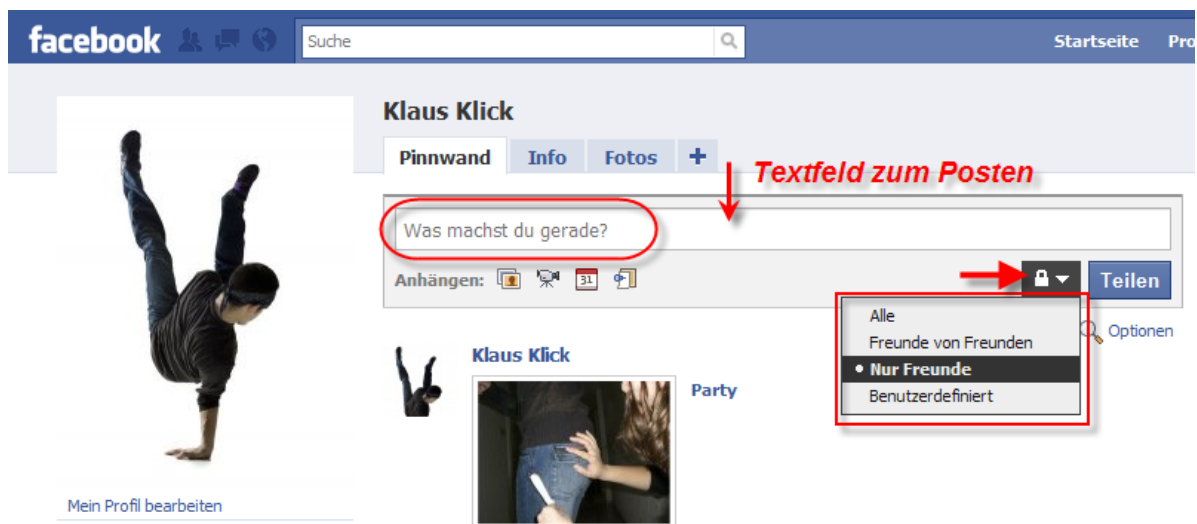 facebook Suche Startseite
Klaus Klick
Pinnwand Info Fotos +
Textfeld zum Posten
Was machst du gerade?
Anhängen: 31 Teilen
Alle
Freunde von Freunden
Nur Freunde
Benutzerdefiniert
Optionen
Klaus Klick
Party
Mein Profil bearbeiten